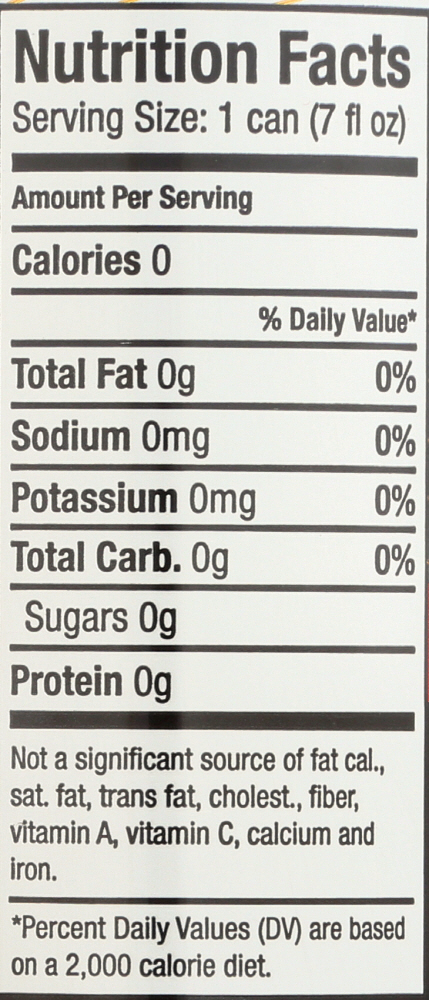 Nutrition Facts
Serving Size: 1 can (7 fl oz)
Amount Per Serving
Calories 0
% Daily Value*
Total Fat 0g 0%
Sodium 0mg 0%
Potassium 0mg 0%
Total Carb. 0g 0%
Sugars 0g
Protein 0g
Not a significant source of fat cal.,
sat. fat, trans fat, cholest., fiber,
vitamin A, vitamin C, calcium and
iron.
*Percent Daily Values (DV) are based
on a 2,000 calorie diet.